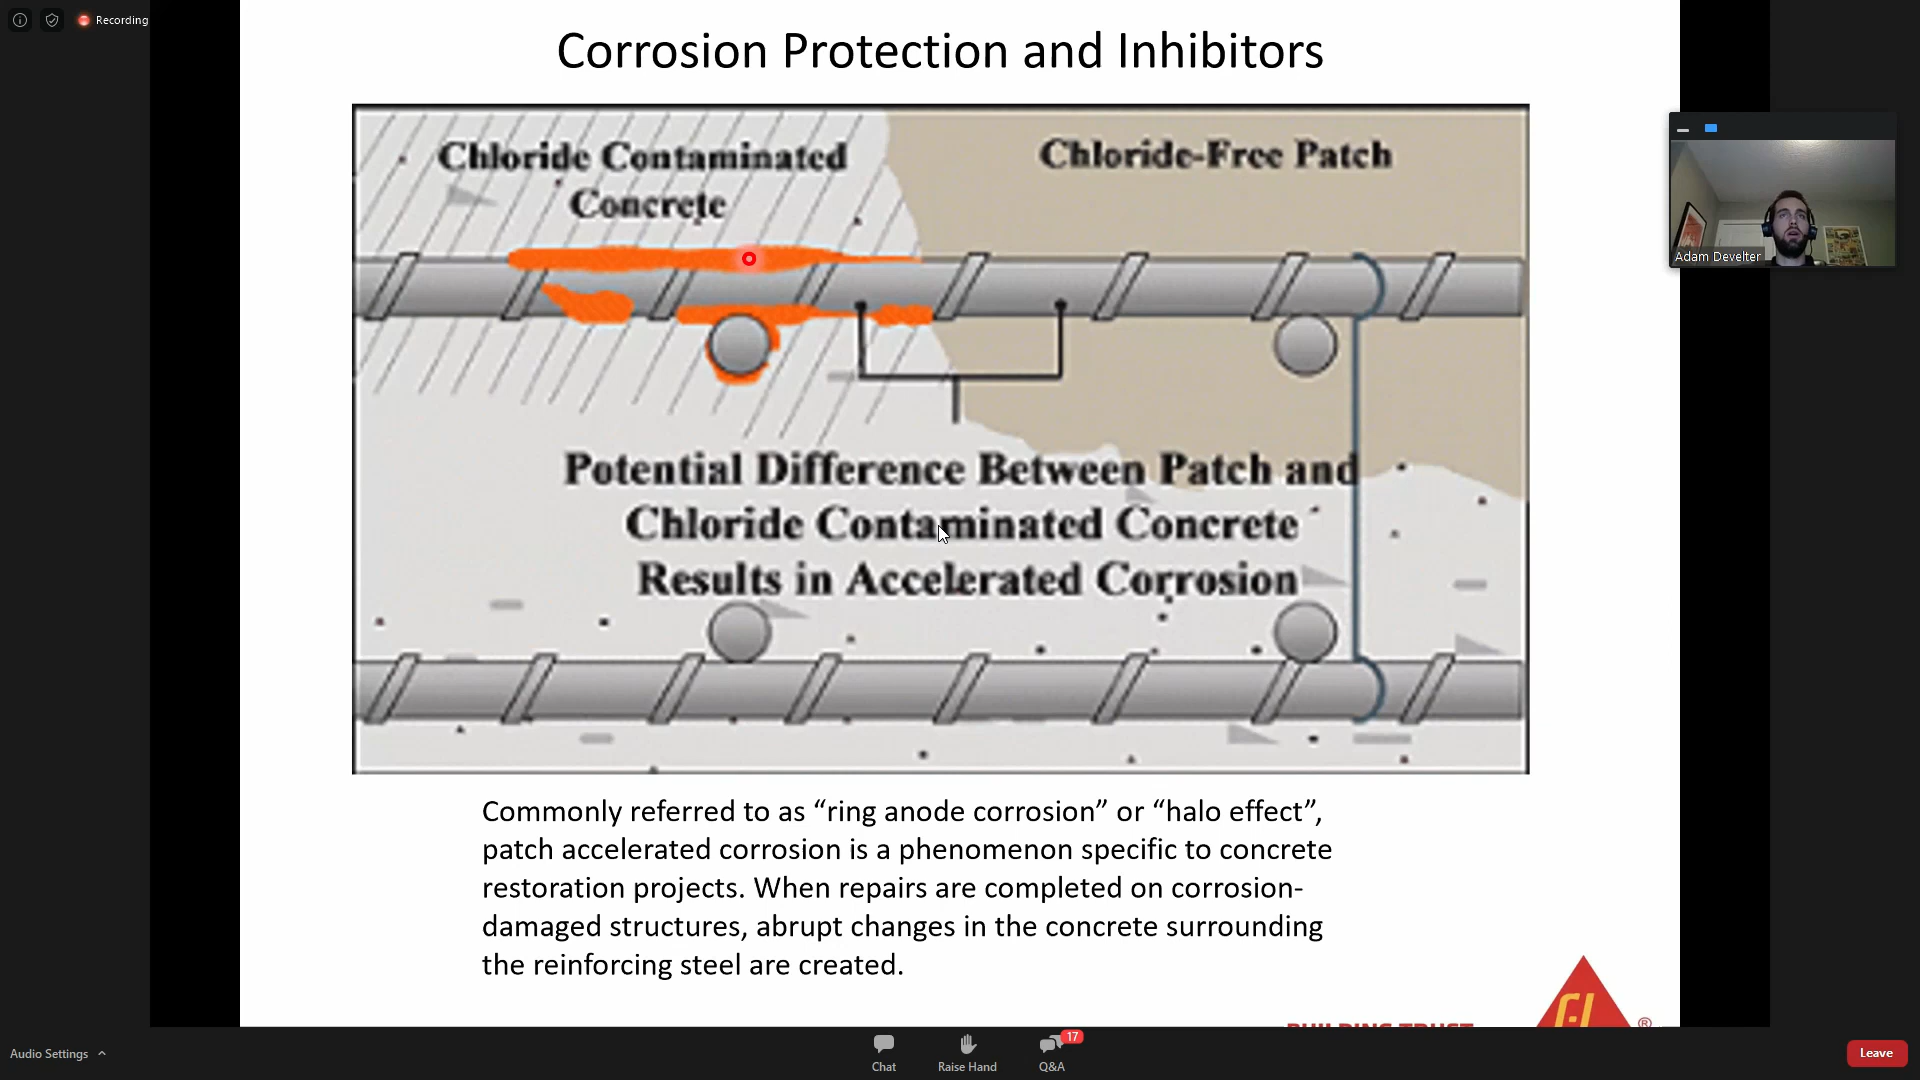 Recording
Corrosion Protection and Inhibitors
Chloride Contaminated
Concrete
Chloride-Free Patch
Adam Develter
Potential Difference Between Patch and
Chloride Contaminated Concrete
Results in Accelerated Corrosion
Commonly referred to as “ring anode corrosion” or “halo effect”,
patch accelerated corrosion is a phenomenon specific to concrete
restoration projects. When repairs are completed on corrosion-
damaged structures, abrupt changes in the concrete surrounding
the reinforcing steel are created.
BUILDING TRUST
®
Audio Settings
Chat
Raise Hand
Q&A
17
Leave